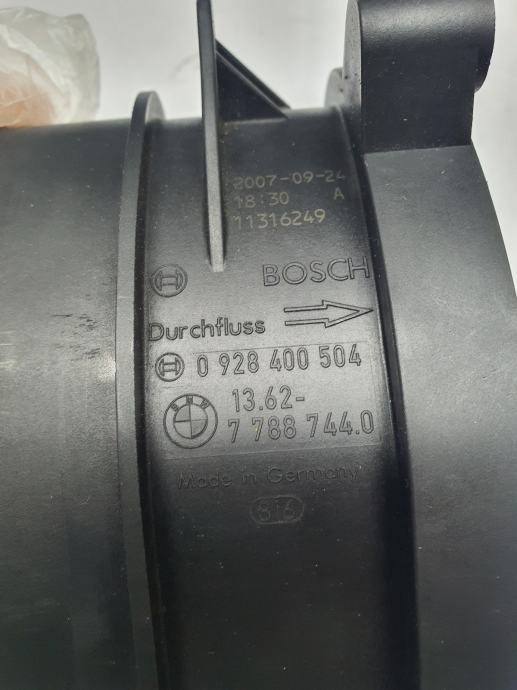 2007-09-24
18:30 A
11316249
BOSCH
Durchfluss
0 928 400 504
BMW
13.62-
7 788 744.0
Made in Germany
816